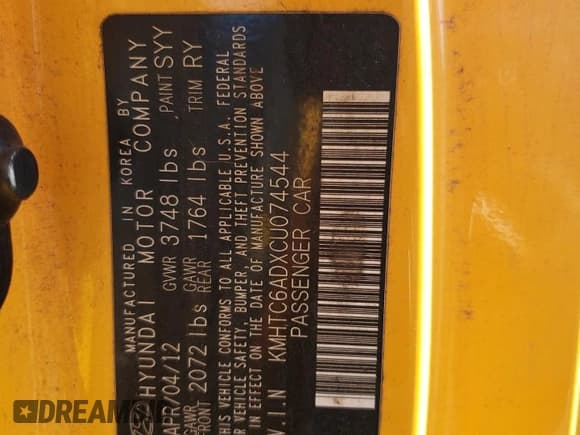 MANUFACTURED IN KOREA BY
HYUNDAI MOTOR COMPANY
APR/04/12 GVWR 3748 lbs PAINT SYY
GAWR FRONT 2072 lbs GAWR REAR 1764 lbs TRIM RY
THIS VEHICLE CONFORMS TO ALL APPLICABLE U.S.A. FEDERAL
MOTOR VEHICLE SAFETY, BUMPER, AND THEFT PREVENTION STANDARDS
IN EFFECT ON THE DATE OF MANUFACTURE SHOWN ABOVE
V.I.N KMHTC6ADXCU074544
PASSENGER CAR
DREAM